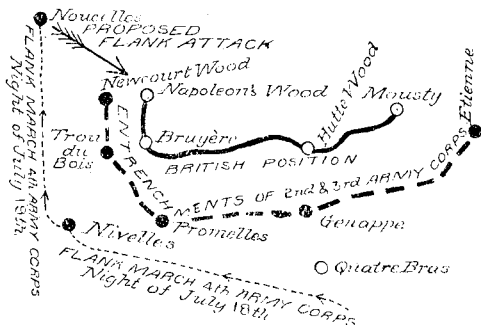 Noucelles
PROPOSED
FLANK ATTACK
Newcourt Wood
Napoleon's Wood
Hutte Wood
Mousty
Etienne
Trou
du
Bois
Bruyère
BRITISH POSITION
ENTRENCHMENTS OF 2nd & 3rd ARMY CORPS
Promelles
Genappe
Nivelles
Quatre Bras
FLANK MARCH 4th ARMY CORPS
Night of July 18th
FLANK MARCH 4th ARMY CORPS
Night of July 18th